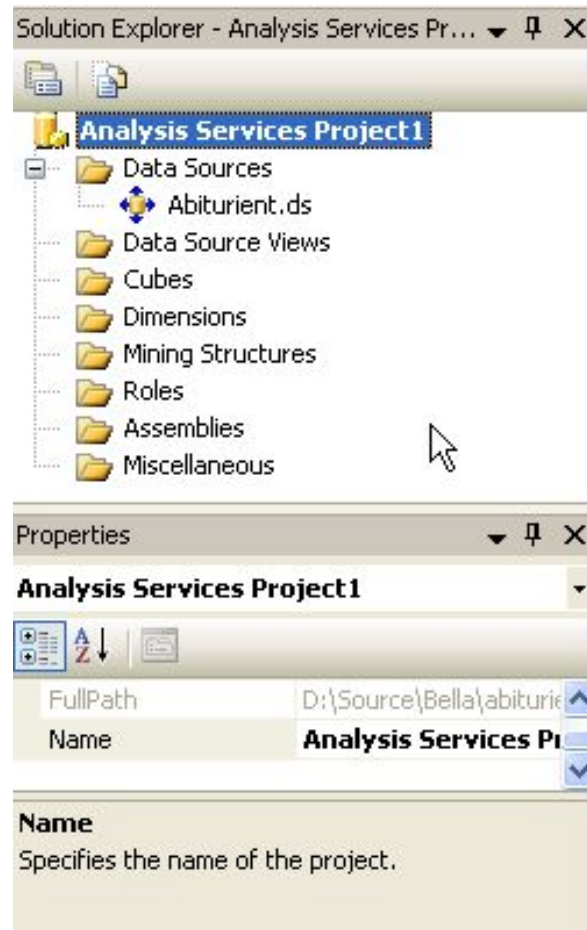 Solution Explorer - Analysis Services Pr...
Analysis Services Project1
Data Sources
Abiturient.ds
Data Source Views
Cubes
Dimensions
Mining Structures
Roles
Assemblies
Miscellaneous
Properties
Analysis Services Project1
FullPath D:\Source\Bella\abiturie
Name Analysis Services Pr
Name
Specifies the name of the project.